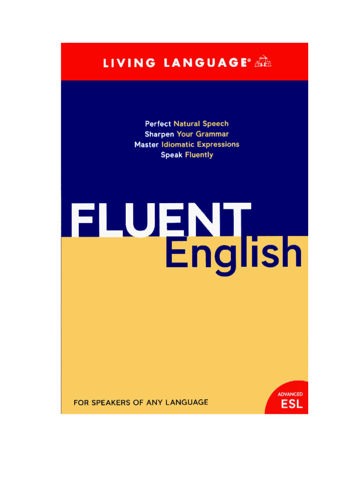 LIVING LANGUAGE®
Perfect Natural Speech
Sharpen Your Grammar
Master Idiomatic Expressions
Speak Fluently
FLUENT
English
FOR SPEAKERS OF ANY LANGUAGE
ADVANCED
ESL